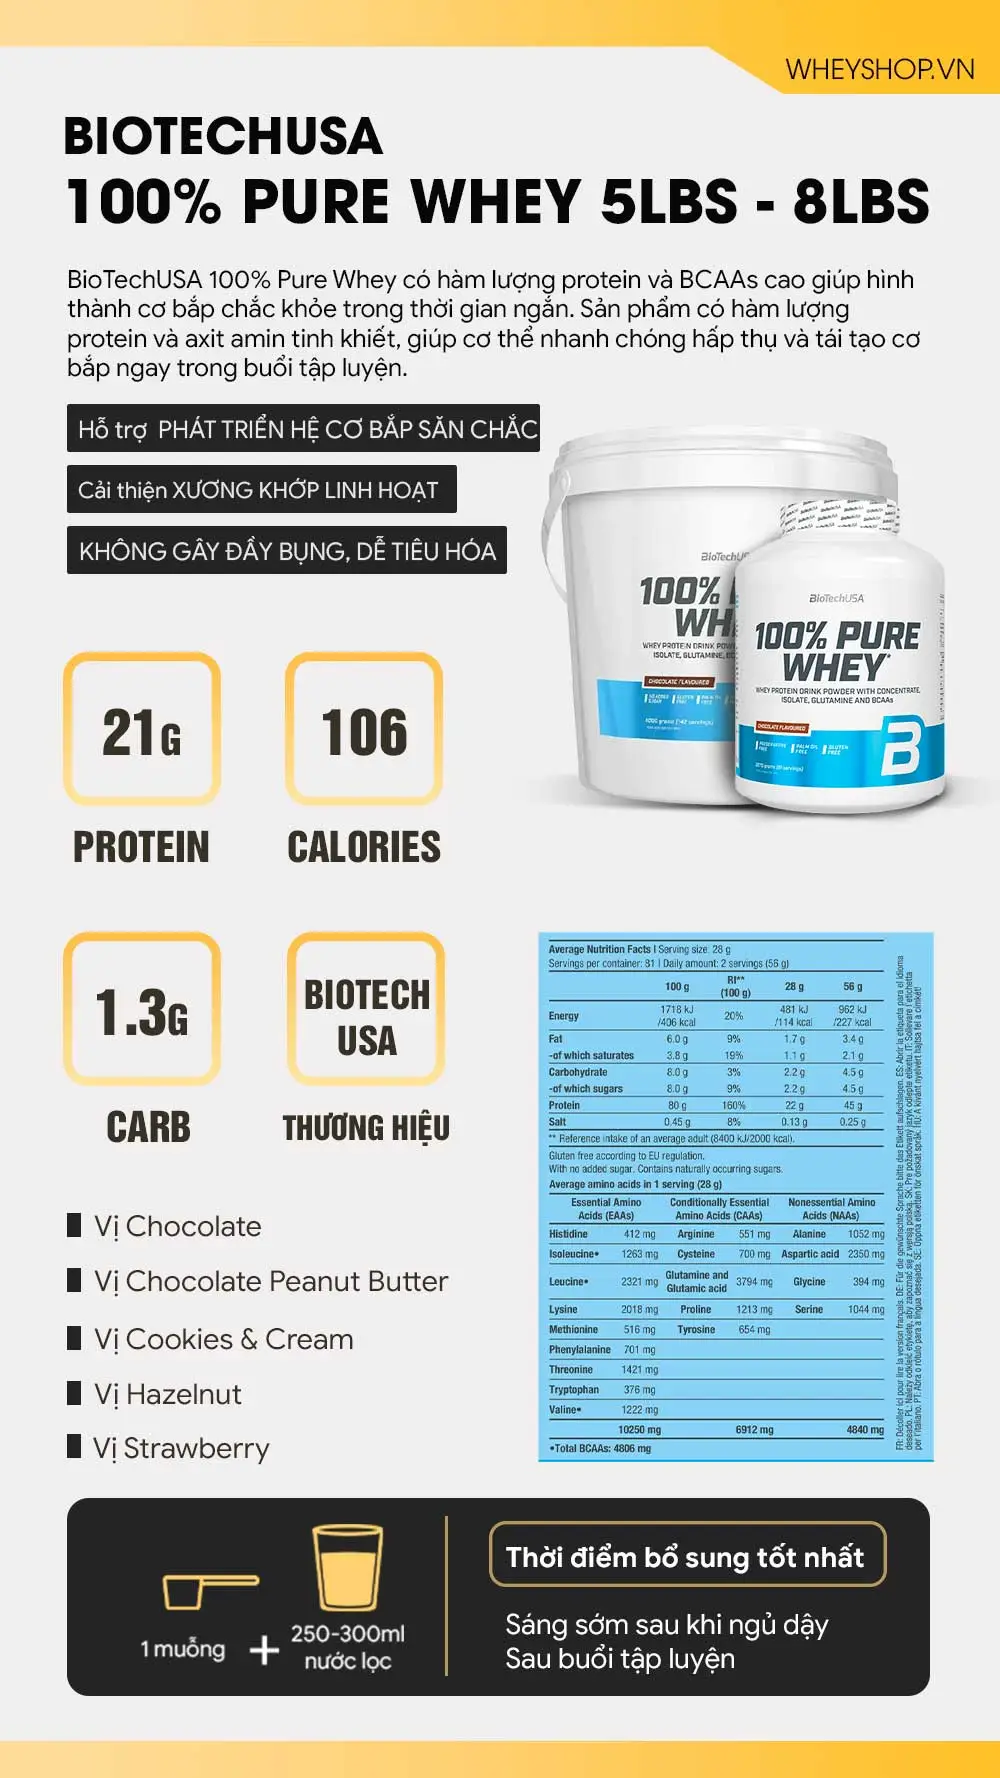 WHEYSHOP.VN
BIOTECHUSA
100% PURE WHEY 5LBS - 8LBS
BioTechUSA 100% Pure Whey có hàm lượng protein và BCAAs cao giúp hình
thành cơ bắp chắc khỏe trong thời gian ngắn. Sản phẩm có hàm lượng
protein và axit amin tinh khiết, giúp cơ thể nhanh chóng hấp thụ và tái tạo cơ
bắp ngay trong buổi tập luyện.
Hỗ trợ PHÁT TRIỂN HỆ CƠ BẮP SĂN CHẮC
Cải thiện XƯƠNG KHỚP LINH HOẠT
KHÔNG GÂY ĐẦY BỤNG, DỄ TIÊU HÓA
BioTechUSA
100% PURE
WHEY*
WHEY PROTEIN DRINK POWDER WITH CONCENTRATE,
ISOLATE, GLUTAMINE AND BCAAs
CHOCOLATE FLAVOURED
PRESERVATIVE FREE PALM OIL FREE GLUTEN FREE
B
100%
WH
WHEY PROTEIN DRINK
ISOLATE, GLUTAMINE,
CHOCOLATE FLAVOURED
21G
PROTEIN
106
CALORIES
1.3G
CARB
BIOTECH
USA
THƯƠNG HIỆU
Average Nutrition Facts | Serving size: 28 g
Servings per container: 81 | Daily amount: 2 servings (56 g)
100 g RI** (100 g) 28 g 56 g
Energy 1718 kJ /406 kcal 20% 481 kJ /114 kcal 962 kJ /227 kcal
Fat 6.0 g 9% 1.7 g 3.4 g
-of which saturates 3.8 g 19% 1.1 g 2.1 g
Carbohydrate 8.0 g 3% 2.2 g 4.5 g
-of which sugars 8.0 g 9% 2.2 g 4.5 g
Protein 80 g 160% 22 g 45 g
Salt 0.45 g 8% 0.13 g 0.25 g
** Reference intake of an average adult (8400 kJ/2000 kcal).
Gluten free according to EU regulation.
With no added sugar. Contains naturally occurring sugars.
Average amino acids in 1 serving (28 g)
Essential Amino Acids (EAAs) Conditionally Essential Amino Acids (CAAs) Nonessential Amino Acids (NAAs)
Histidine 412 mg Arginine 551 mg Alanine 1052 mg
Isoleucine• 1263 mg Cysteine 700 mg Aspartic acid 2350 mg
Leucine• 2321 mg Glutamine and Glutamic acid 3794 mg Glycine 394 mg
Lysine 2018 mg Proline 1213 mg Serine 1044 mg
Methionine 516 mg Tyrosine 654 mg
Phenylalanine 701 mg
Threonine 1421 mg
Tryptophan 376 mg
Valine• 1222 mg
10250 mg 6912 mg 4840 mg
•Total BCAAs: 4806 mg
Vị Chocolate
Vị Chocolate Peanut Butter
Vị Cookies & Cream
Vị Hazelnut
Vị Strawberry
1 muỗng + 250-300ml
nước lọc
Thời điểm bổ sung tốt nhất
Sáng sớm sau khi ngủ dậy
Sau buổi tập luyện